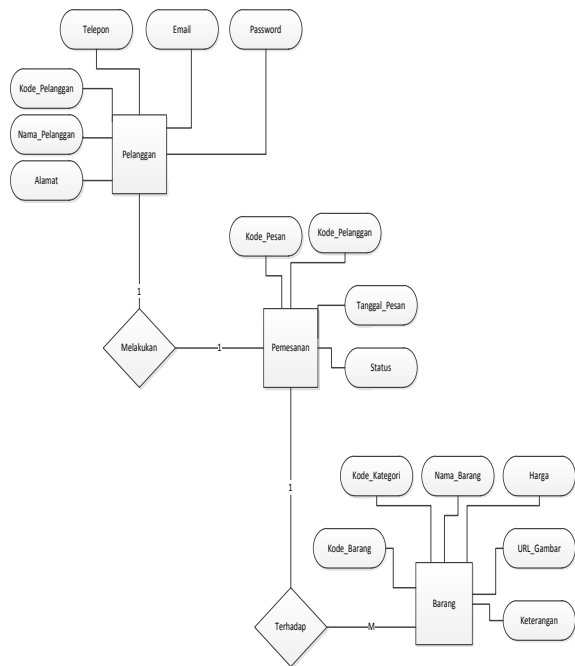 Telepon
Email
Password
Kode_Pelanggan
Nama_Pelanggan
Pelanggan
Alamat
1
Kode_Pesan
Kode_Pelanggan
Tanggal_Pesan
Melakukan
1
Pemesanan
Status
1
Kode_Kategori
Nama_Barang
Harga
Kode_Barang
URL_Gambar
Barang
Keterangan
Terhadap
M